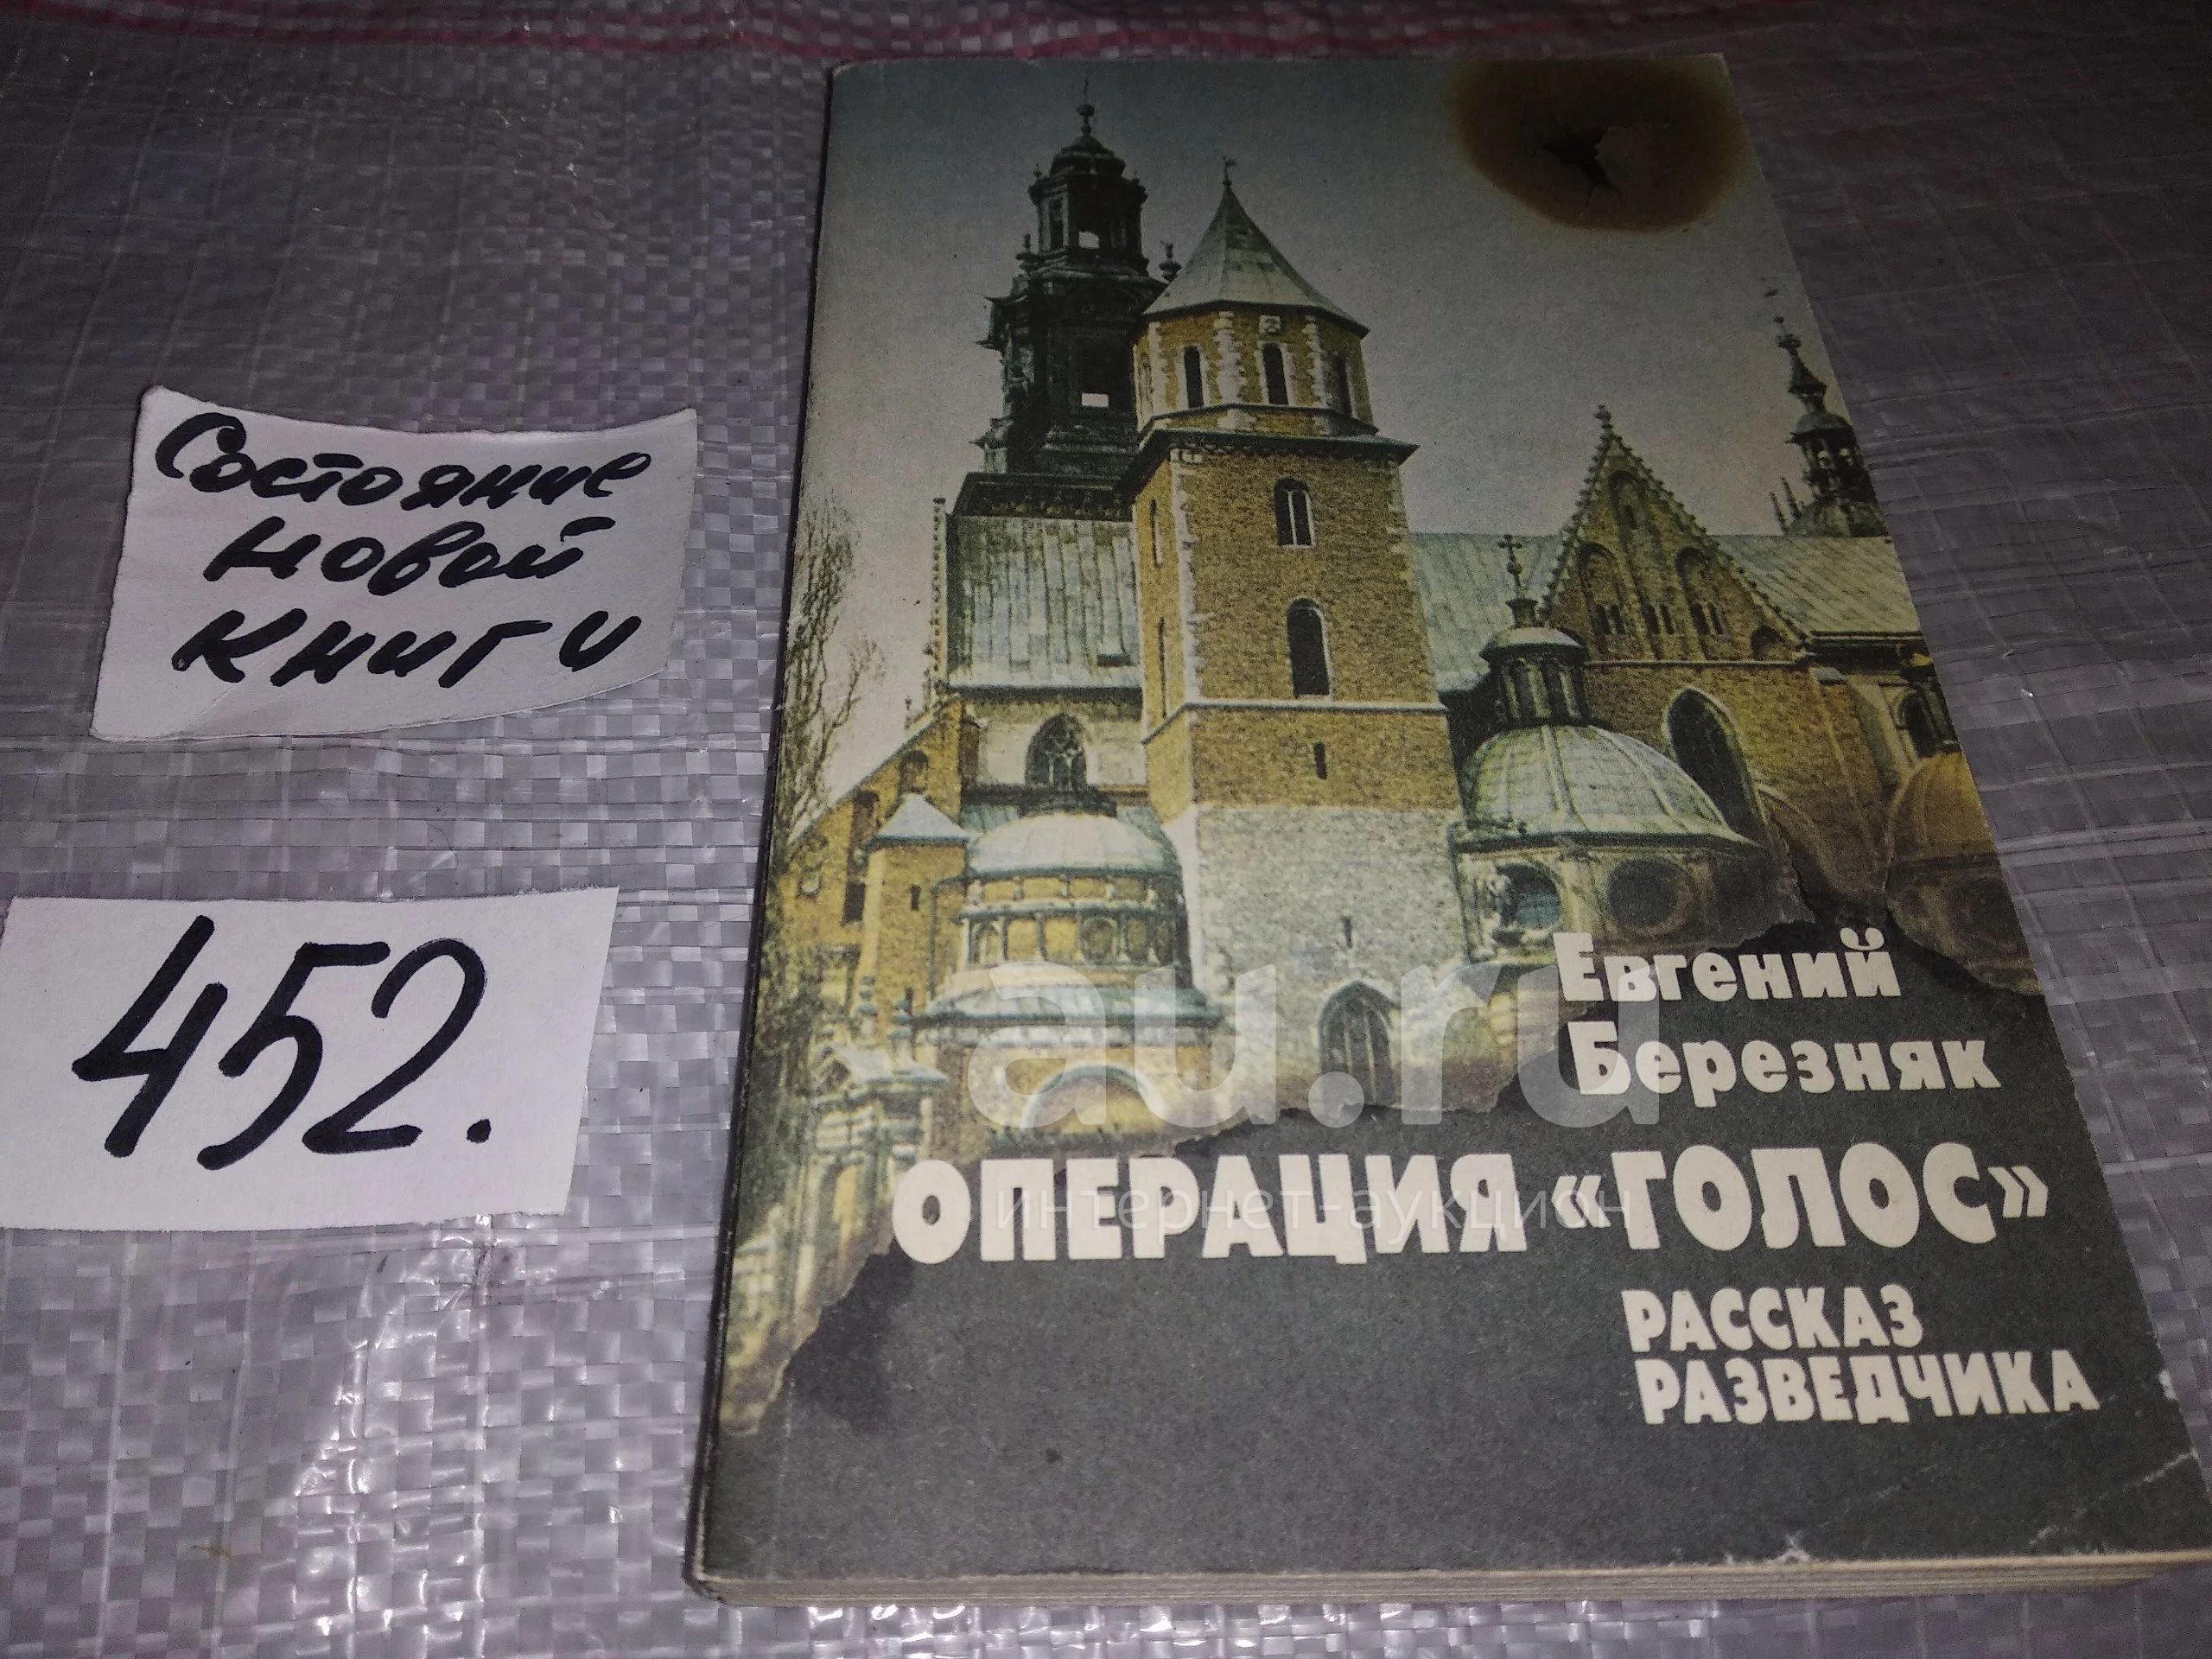 Состояние
новой
книги
452.
Евгений
Березняк
ОПЕРАЦИЯ «ГОЛОС»
РАССКАЗ
РАЗВЕДЧИКА
au.ru
интернет-аукцион